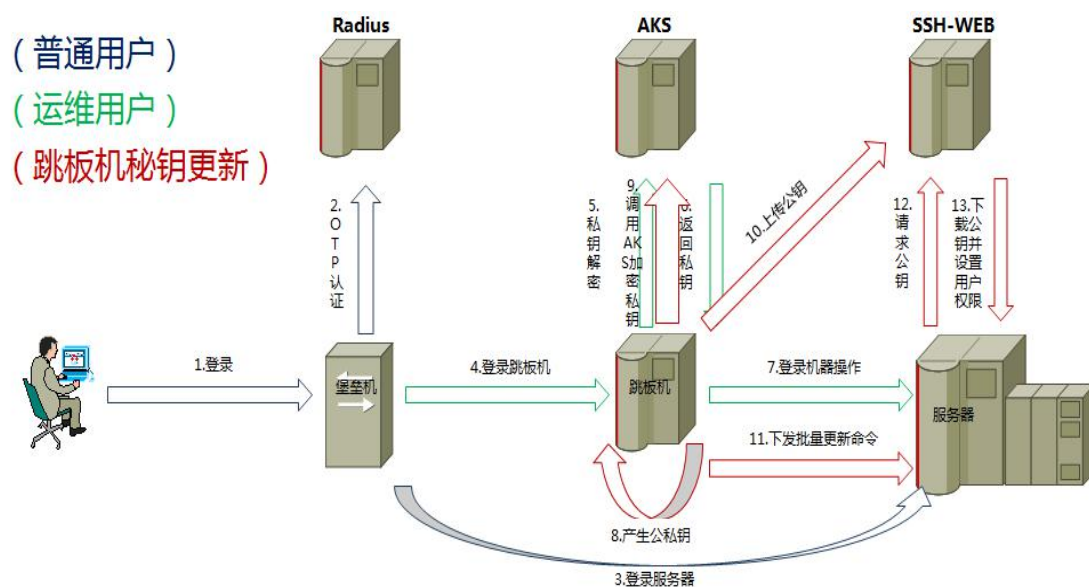 Radius
AKS
SSH-WEB
（普通用户）
（运维用户）
（跳板机秘钥更新）
2.OTP认证
5.私钥解密
9.调用AKS加密私钥
返回私钥
10.上传公钥
12.请求公钥
13.下载公钥并设置用户权限
1.登录
堡垒机
4.登录跳板机
跳板机
7.登录机器操作
服务器
11.下发批量更新命令
8.产生公私钥
3.登录服务器